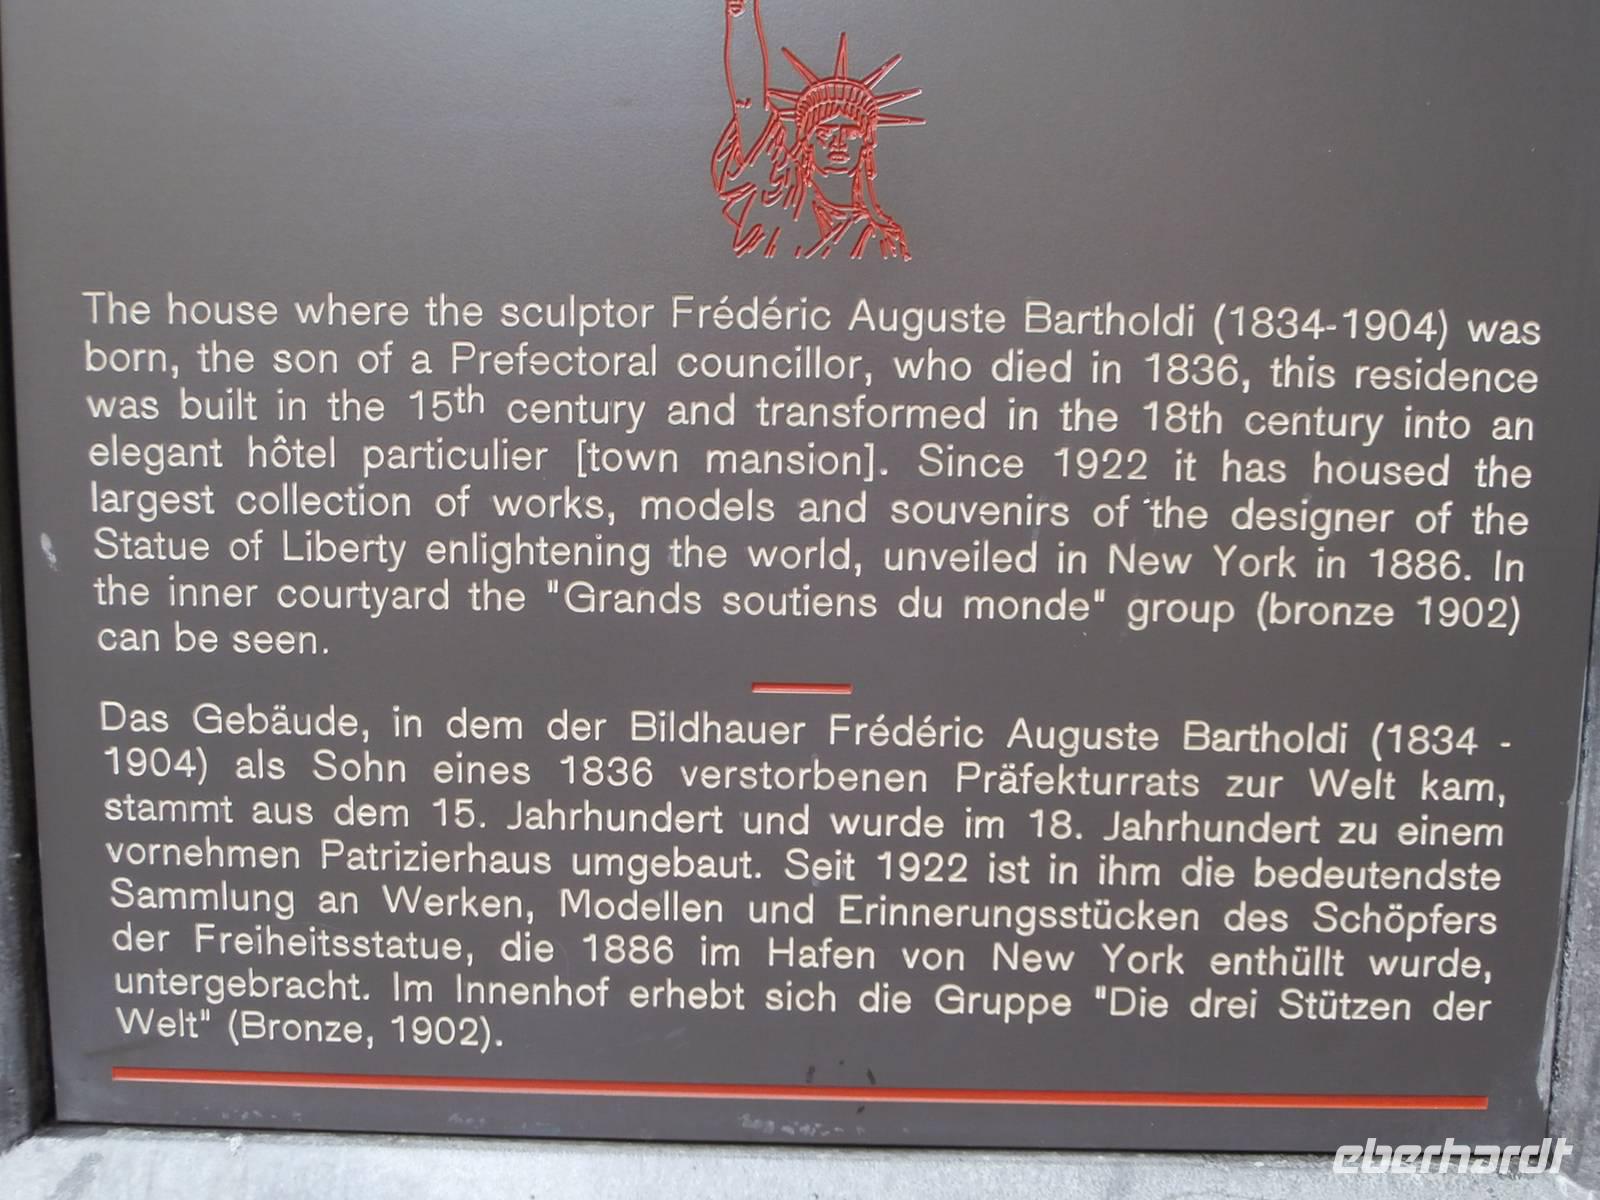 The house where the sculptor Frédéric Auguste Bartholdi (1834-1904) was
born, the son of a Prefectoral councillor, who died in 1836, this residence
was built in the 15th century and transformed in the 18th century into an
elegant hôtel particulier [town mansion]. Since 1922 it has housed the
largest collection of works, models and souvenirs of the designer of the
Statue of Liberty enlightening the world, unveiled in New York in 1886. In
the inner courtyard the "Grands soutiens du monde" group (bronze 1902)
can be seen.
Das Gebäude, in dem der Bildhauer Frédéric Auguste Bartholdi (1834 -
1904) als Sohn eines 1836 verstorbenen Präfekturrats zur Welt kam,
stammt aus dem 15. Jahrhundert und wurde im 18. Jahrhundert zu einem
vornehmen Patrizierhaus umgebaut. Seit 1922 ist in ihm die bedeutendste
Sammlung an Werken, Modellen und Erinnerungsstücken des Schöpfers
der Freiheitsstatue, die 1886 im Hafen von New York enthüllt wurde,
untergebracht. Im Innenhof erhebt sich die Gruppe "Die drei Stützen der
Welt" (Bronze, 1902).
eberhardt